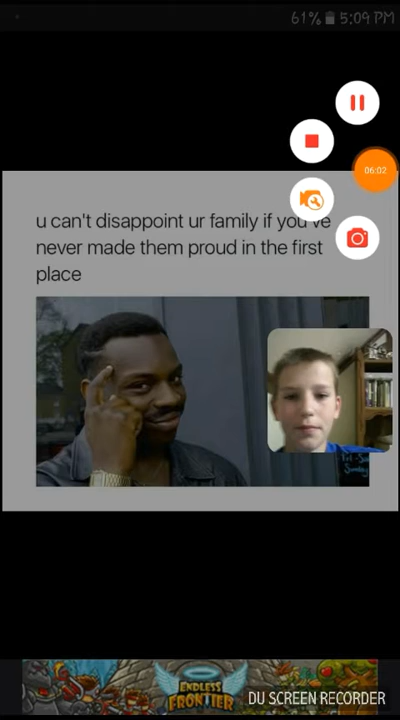 61% 5:09 PM
06:02
u can't disappoint ur family if you've
never made them proud in the first
place
ENDLESS
FRONTIER
DU SCREEN RECORDER